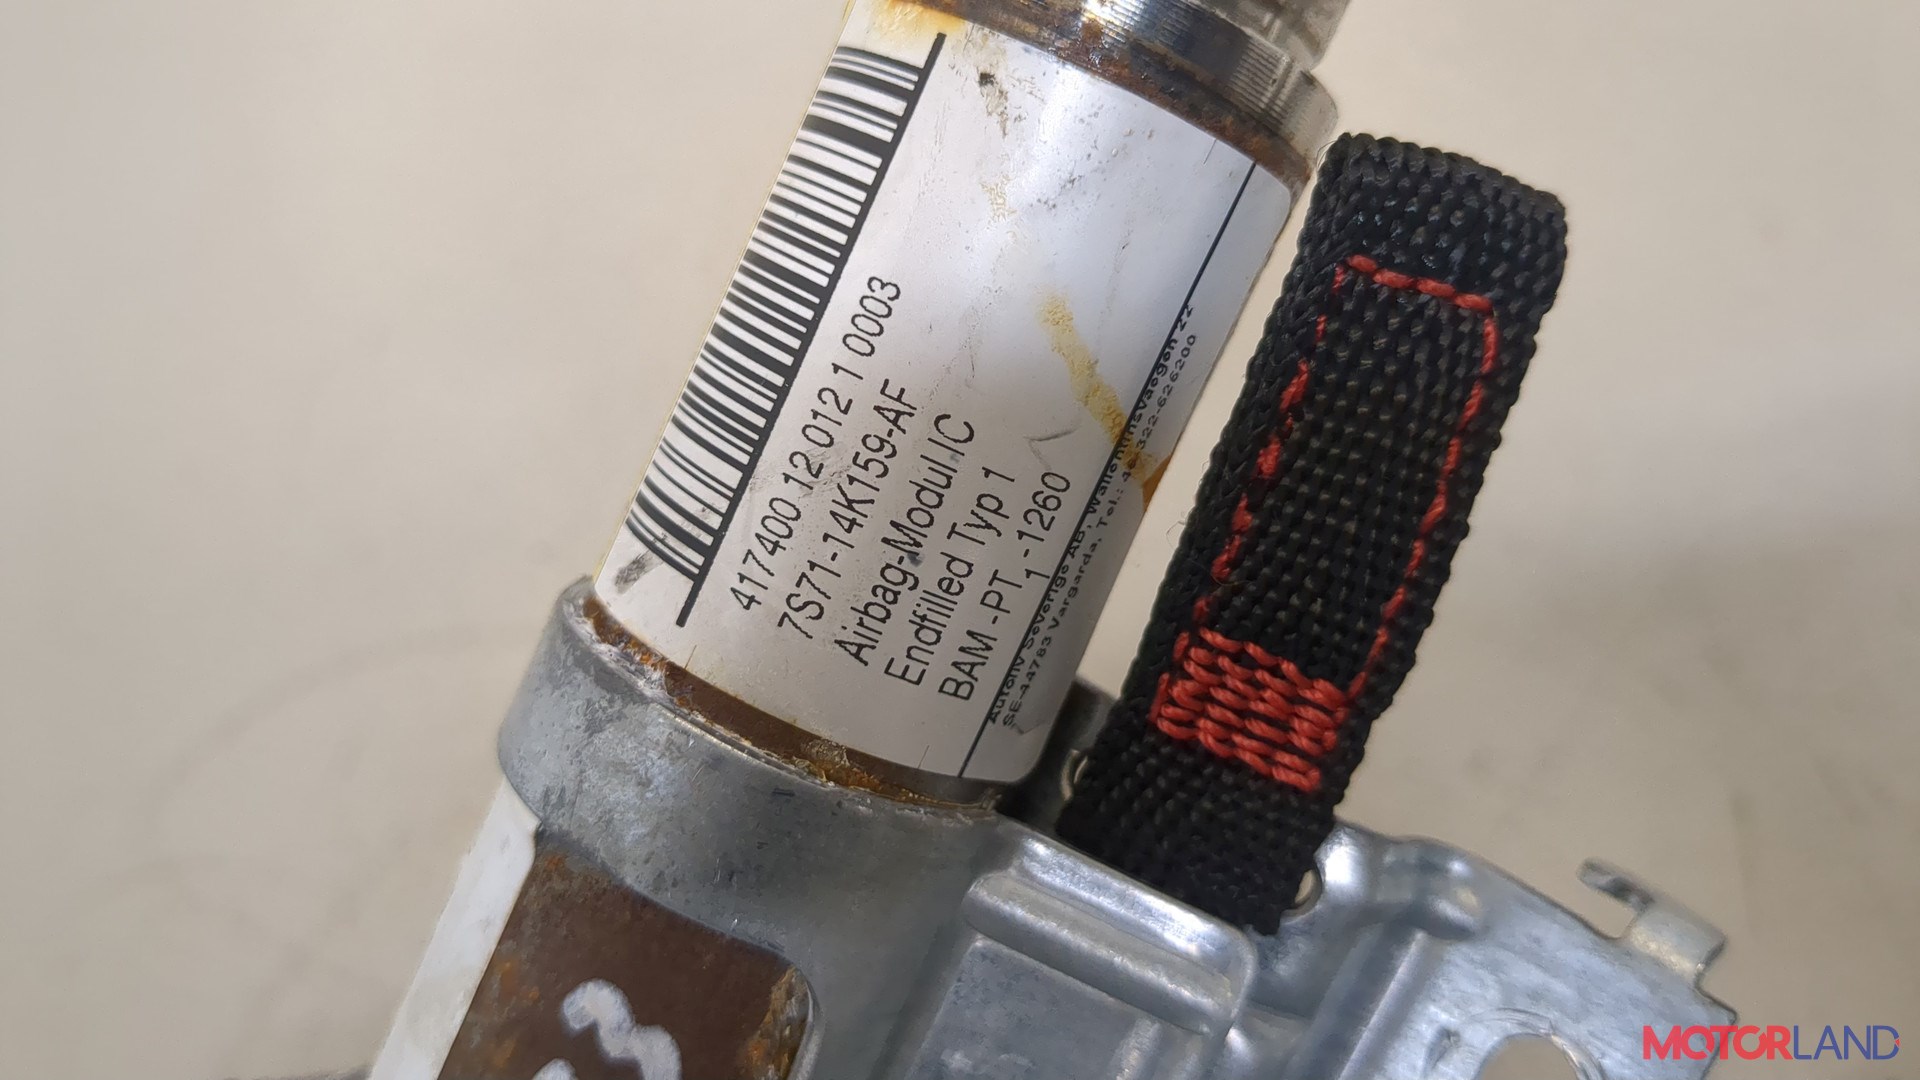 417400 12 012 1 0003
7S71-14K159-AF
Airbag-Modul IC
Endfilled Typ 1
BAM -PT 1 -1260
Autoliv Sverige AB, Wallentinsvaegen 22
SE-44783 Vargarda, Tel.: 46-322-626200
MOTORLAND